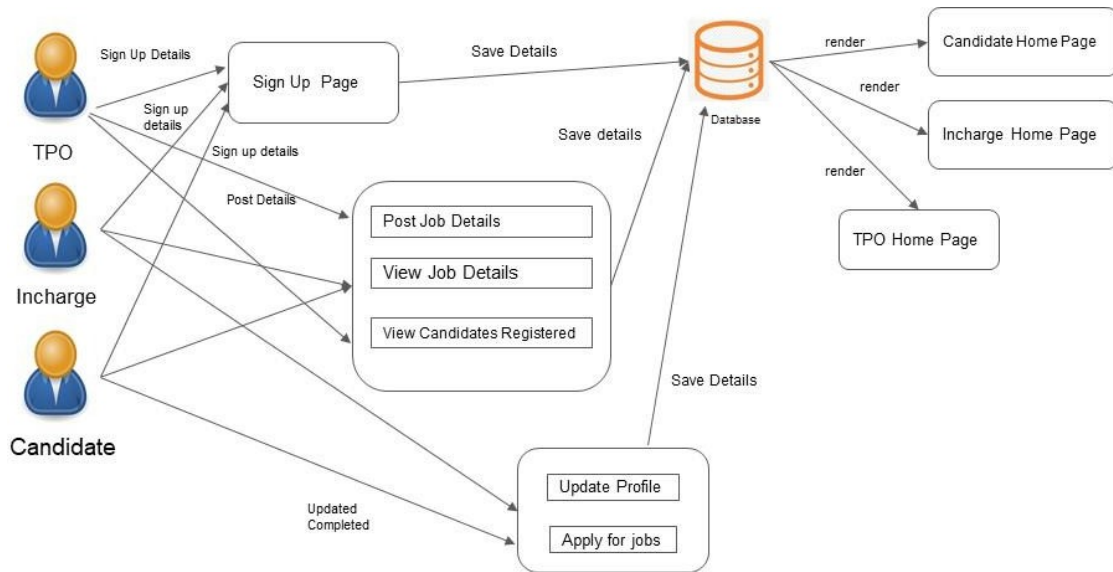 Sign Up Details
Sign Up Page
Save Details
render
Candidate Home Page
Database
render
Incharge Home Page
Sign up
details
TPO
Sign up details
Save details
render
TPO Home Page
Post Details
Post Job Details
View Job Details
View Candidates Registered
Incharge
Candidate
Save Details
Update Profile
Apply for jobs
Updated
Completed